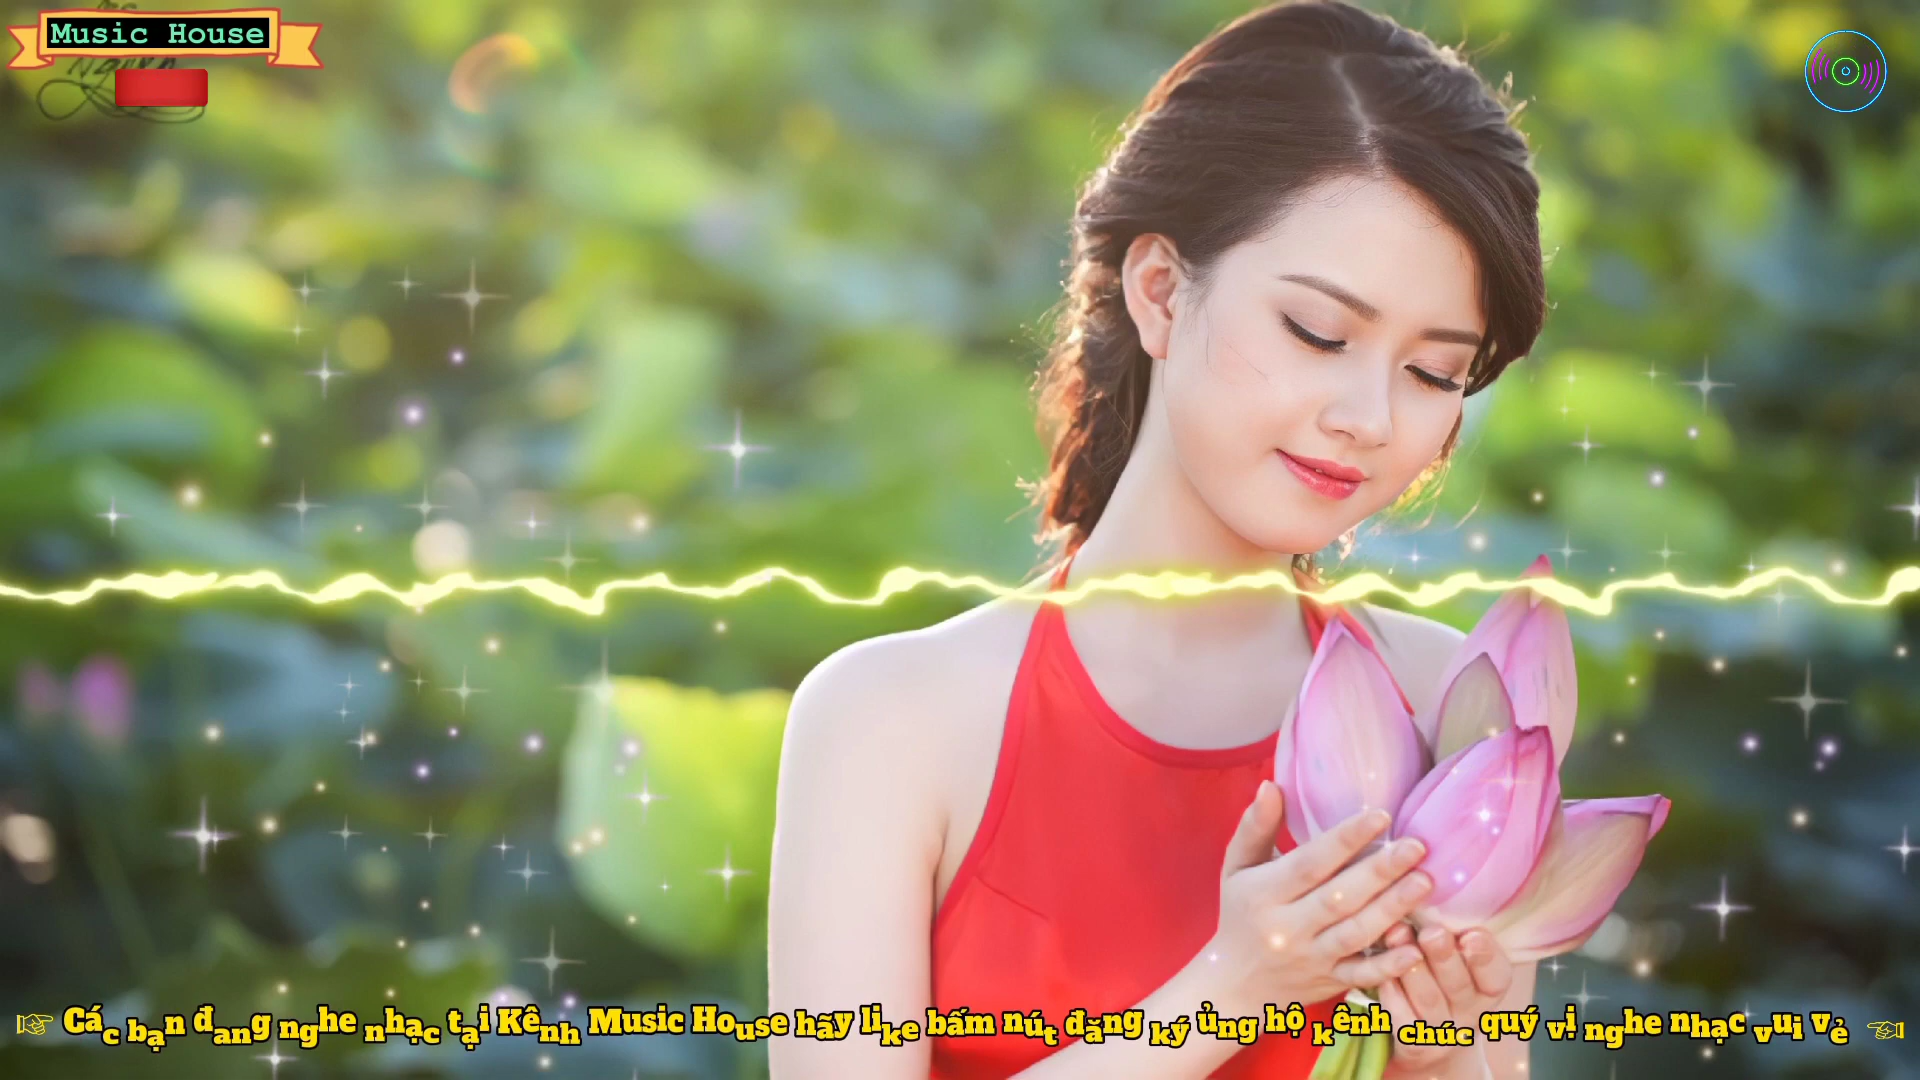 Music House
☞ Các bạn đang nghe nhạc tại Kênh Music House hãy like bấm nút đăng ký ủng hộ kênh chúc quý vị nghe nhạc vui vẻ ☜